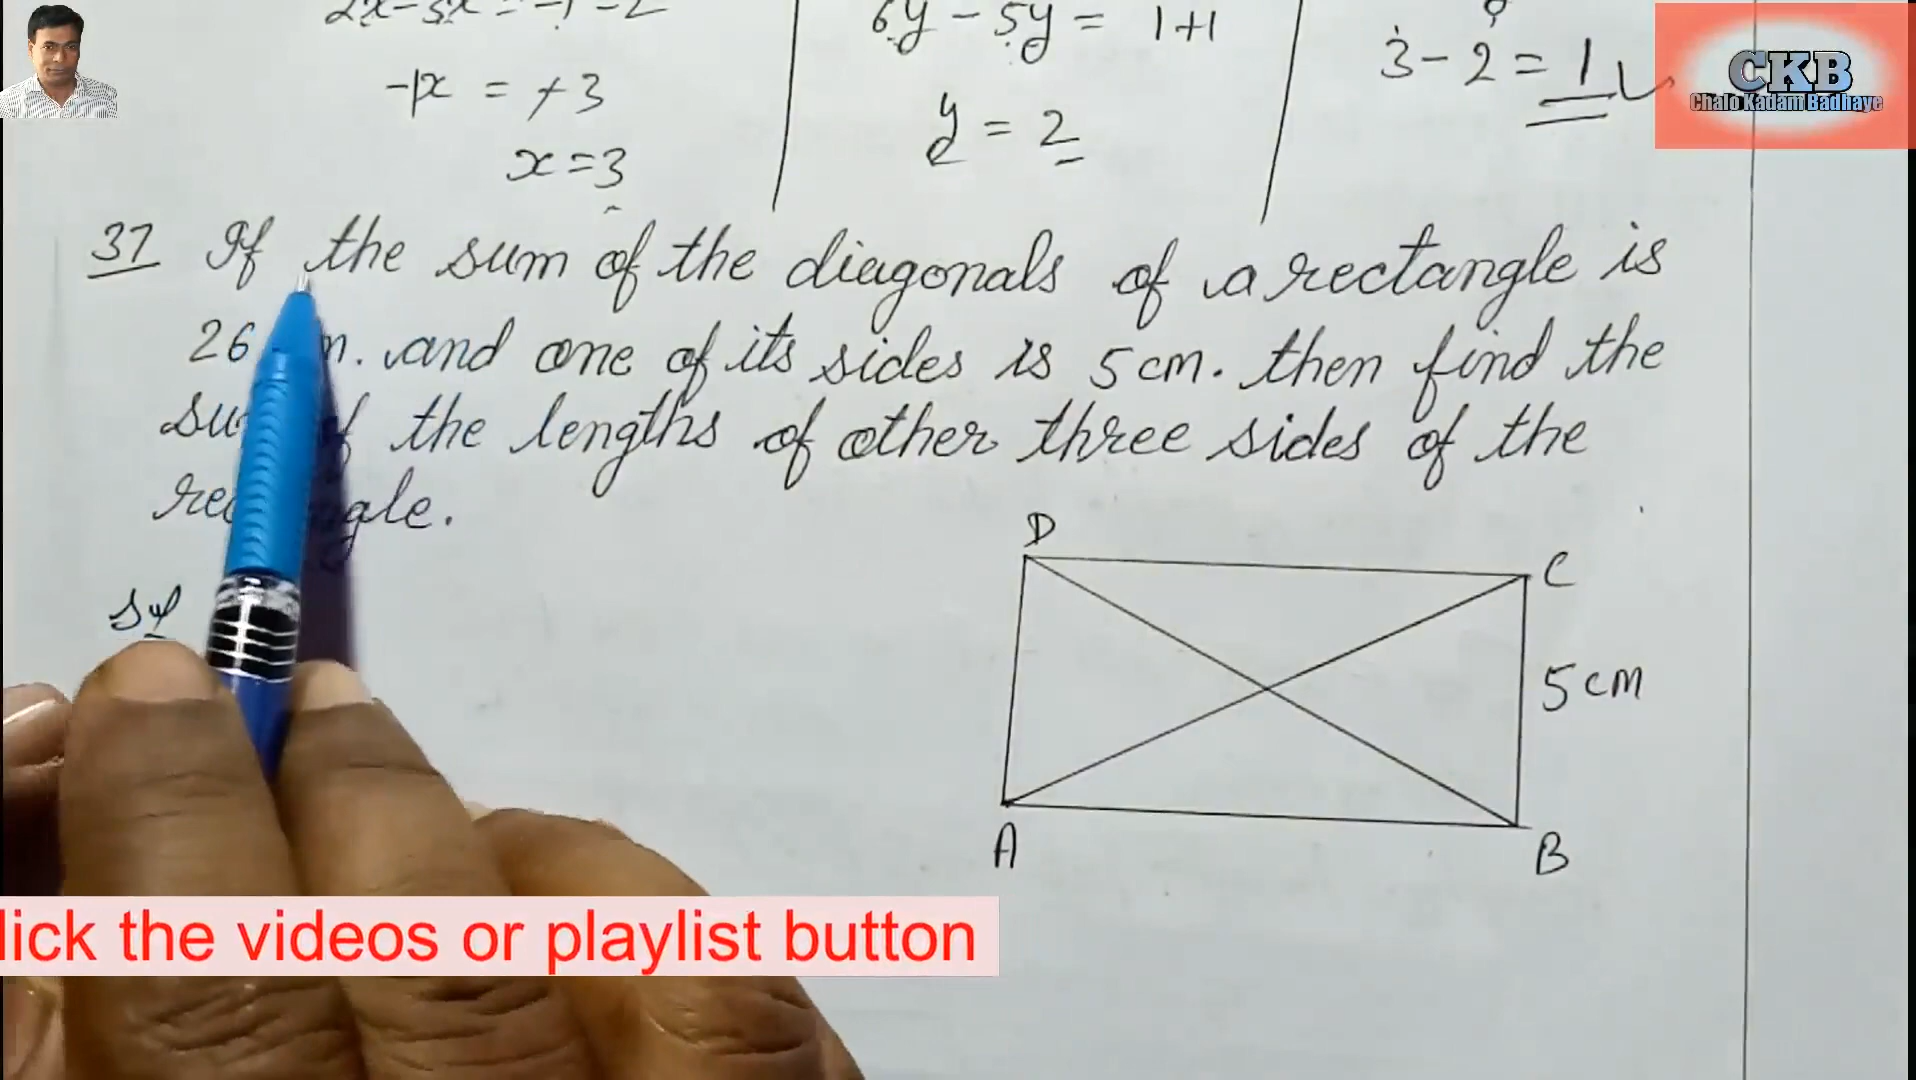 6y - 5y = 1+1
3 - 2 = 1
CKB
Chalo Kadam Badhaye
-1x = +3
y = 2
x = 3
37 If the sum of the diagonals of a rectangle is
26 and one of its sides is 5 cm. then find the
the lengths of other three sides of the
D
C
5 cm
A
B
lick the videos or playlist button